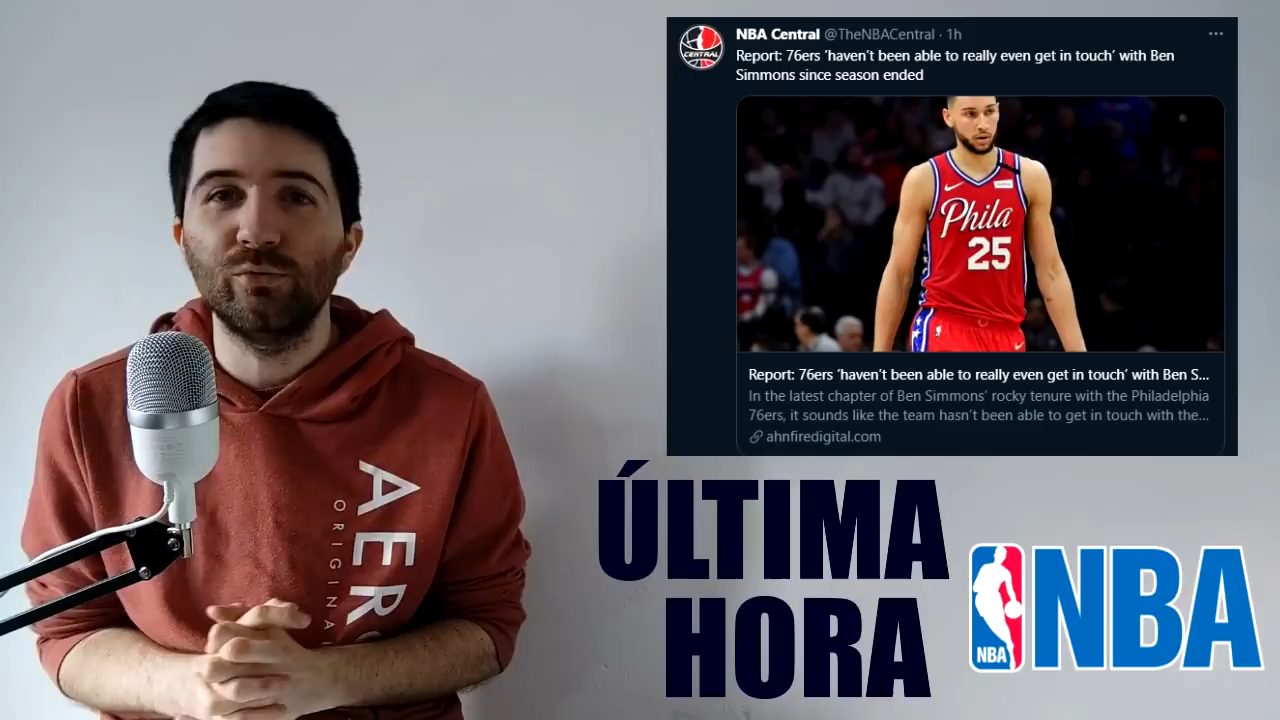 NBA Central @TheNBACentral · 1h
Report: 76ers ‘haven’t been able to really even get in touch’ with Ben
Simmons since season ended
CENTRAL
Phila
25
Report: 76ers ‘haven’t been able to really even get in touch’ with Ben S...
In the latest chapter of Ben Simmons’ rocky tenure with the Philadelphia
76ers, it sounds like the team hasn’t been able to get in touch with the...
ahnfiredigital.com
AERO
ORIGINA
ÚLTIMA
HORA
NBA
NBA